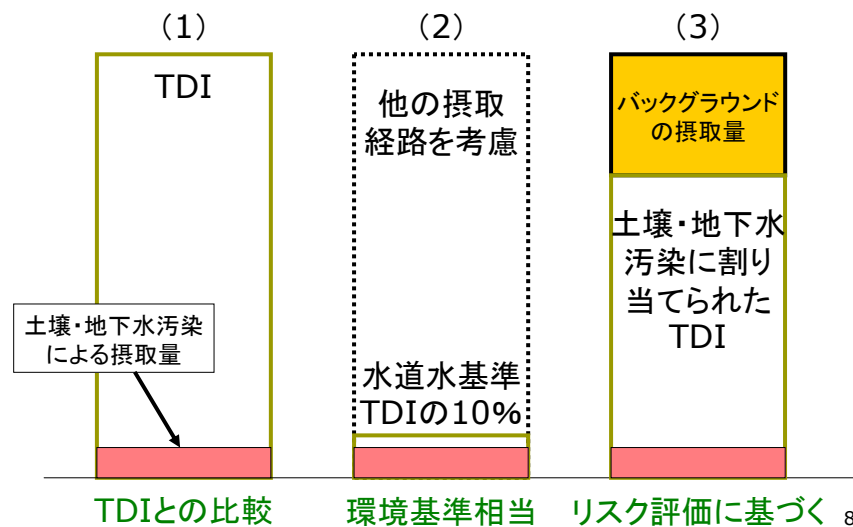 (1)
(2)
(3)
TDI
他の摂取
経路を考慮
バックグラウンド
の摂取量
土壌・地下水
汚染に割り
当てられた
TDI
土壌・地下水汚染
による摂取量
水道水基準
TDIの10%
TDIとの比較
環境基準相当
リスク評価に基づく
8